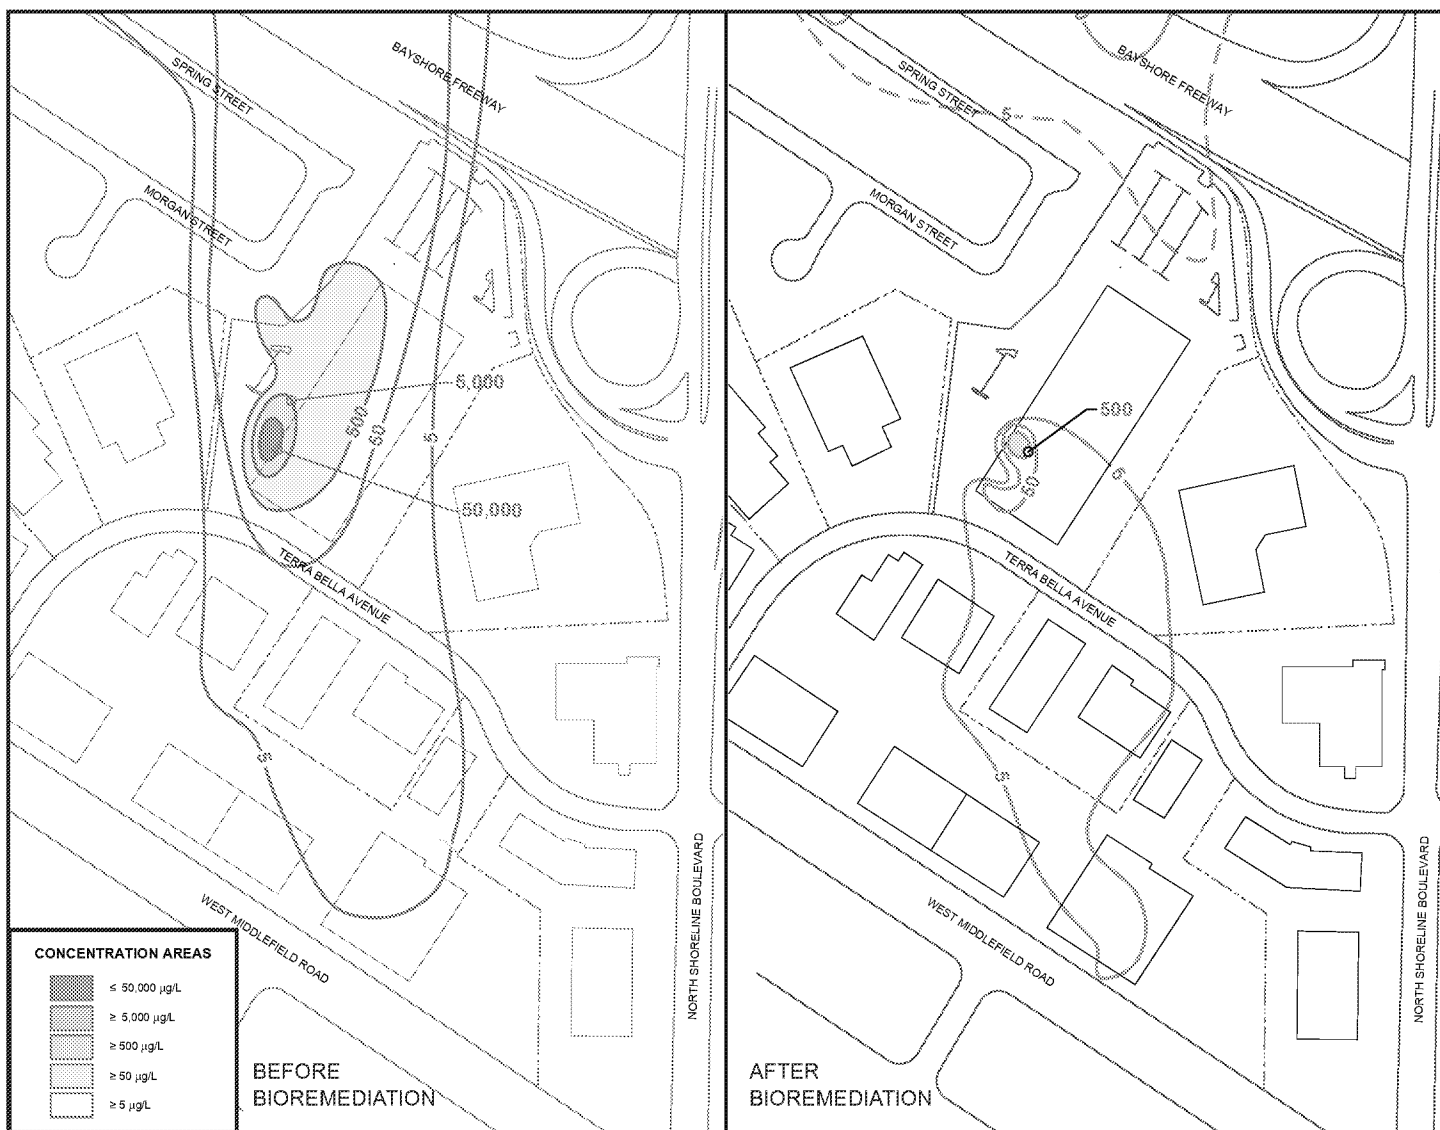 BAYSHORE FREEWAY
SPRING STREET
MORGAN STREET
5,000
500
50
5
50,000
TERRA BELLA AVENUE
5
WEST MIDDLEFIELD ROAD
NORTH SHORELINE BOULEVARD
CONCENTRATION AREAS
≤ 50,000 µg/L
≥ 5,000 µg/L
≥ 500 µg/L
≥ 50 µg/L
≥ 5 µg/L
BEFORE
BIOREMEDIATION
BAYSHORE FREEWAY
SPRING STREET
5
MORGAN STREET
500
5
50
TERRA BELLA AVENUE
5
WEST MIDDLEFIELD ROAD
NORTH SHORELINE BOULEVARD
AFTER
BIOREMEDIATION